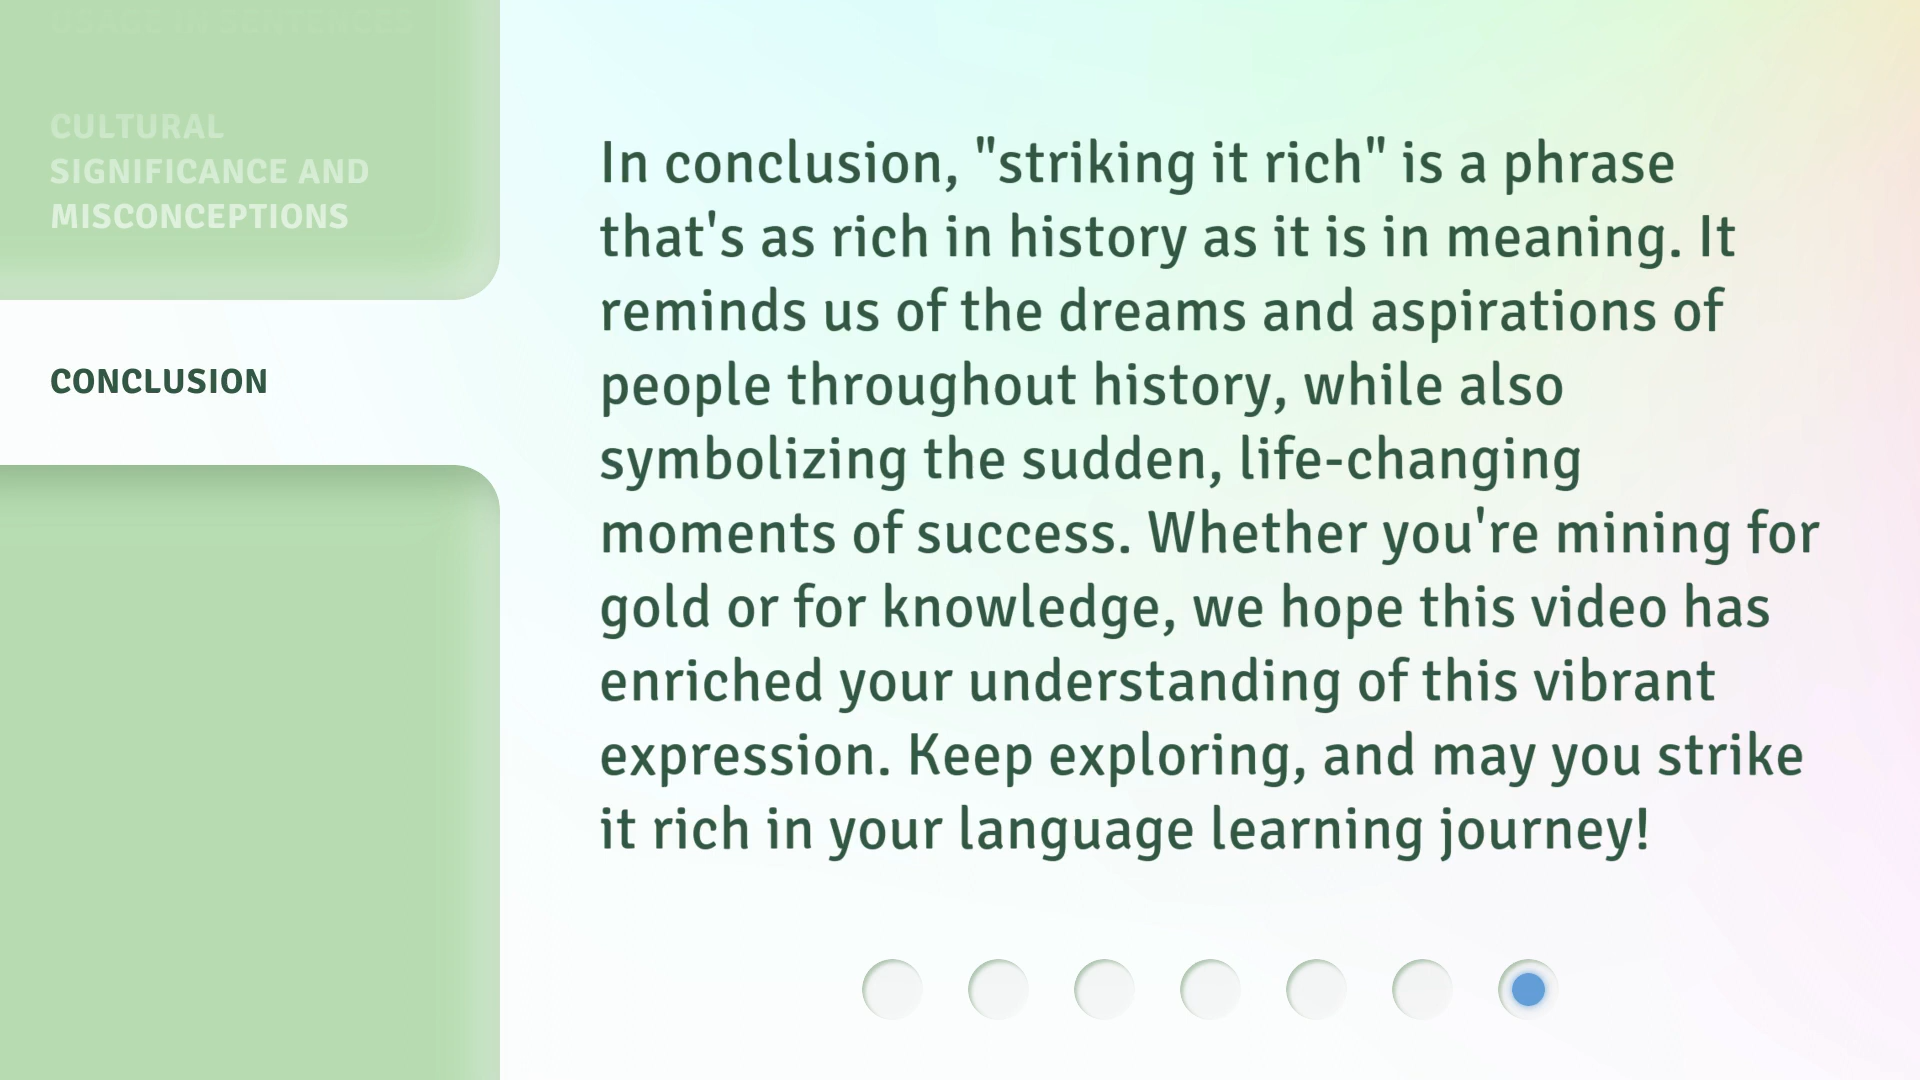 USAGE IN SENTENCES
CULTURAL
SIGNIFICANCE AND
MISCONCEPTIONS
CONCLUSION
In conclusion, "striking it rich" is a phrase
that's as rich in history as it is in meaning. It
reminds us of the dreams and aspirations of
people throughout history, while also
symbolizing the sudden, life-changing
moments of success. Whether you're mining for
gold or for knowledge, we hope this video has
enriched your understanding of this vibrant
expression. Keep exploring, and may you strike
it rich in your language learning journey!